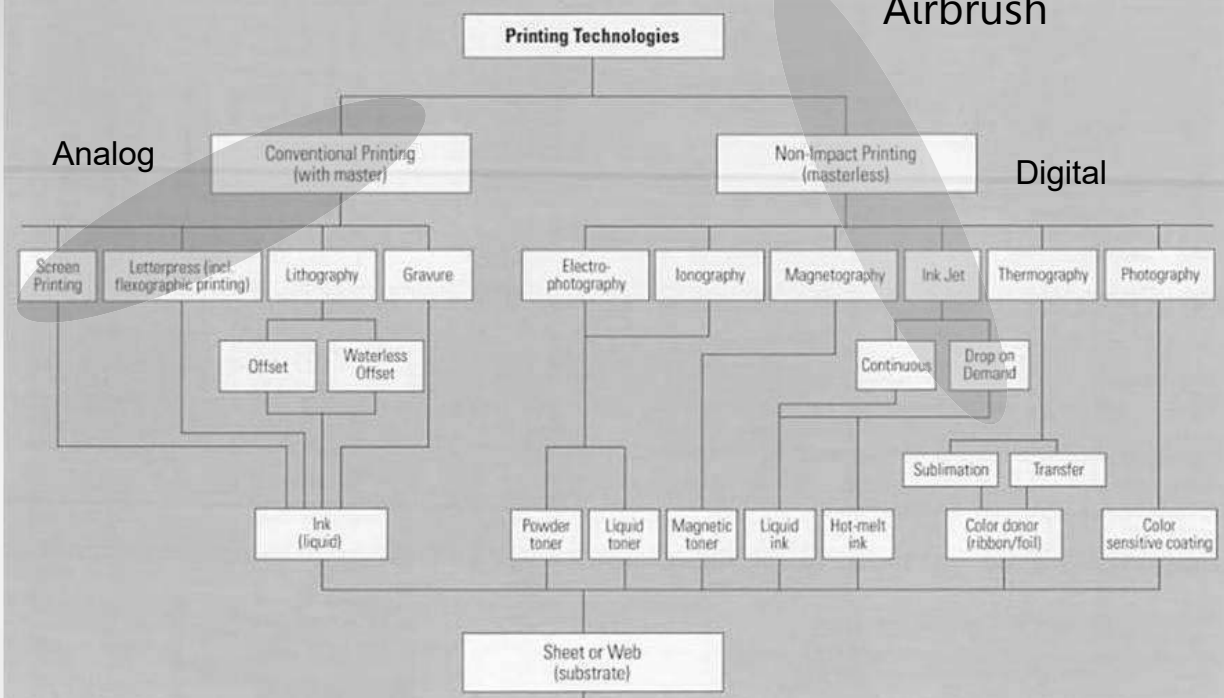 Airbrush
Printing Technologies
Analog
Conventional Printing
(with master)
Non-Impact Printing
(masterless)
Digital
Screen
Printing
Letterpress (incl.
flexographic printing)
Lithography
Gravure
Electro-
photography
Ionography
Magnetography
Ink Jet
Thermography
Photography
Offset
Waterless
Offset
Continuous
Drop on
Demand
Sublimation
Transfer
Ink
(liquid)
Powder
toner
Liquid
toner
Magnetic
toner
Liquid
ink
Hot-melt
ink
Color donor
(ribbon/foil)
Color
sensitive coating
Sheet or Web
(substrate)